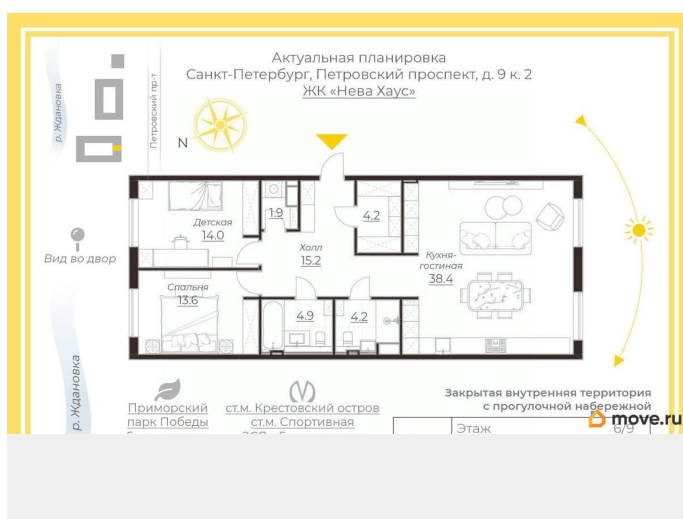 Актуальная планировка
Санкт-Петербург, Петровский проспект, д. 9 к. 2
ЖК «Нева Хаус»
р. Ждановка
Петровский пр-т
N
Вид во двор
Детская
14.0
1.9
Холл
15.2
4.2
Кухня-
гостиная
38.4
Спальня
13.6
4.9
4.2
р. Ждановка
Приморский
парк Победы
ст.м. Крестовский остров
ст.м. Спортивная
Закрытая внутренняя территория
с прогулочной набережной
Этаж
6/9
move.ru